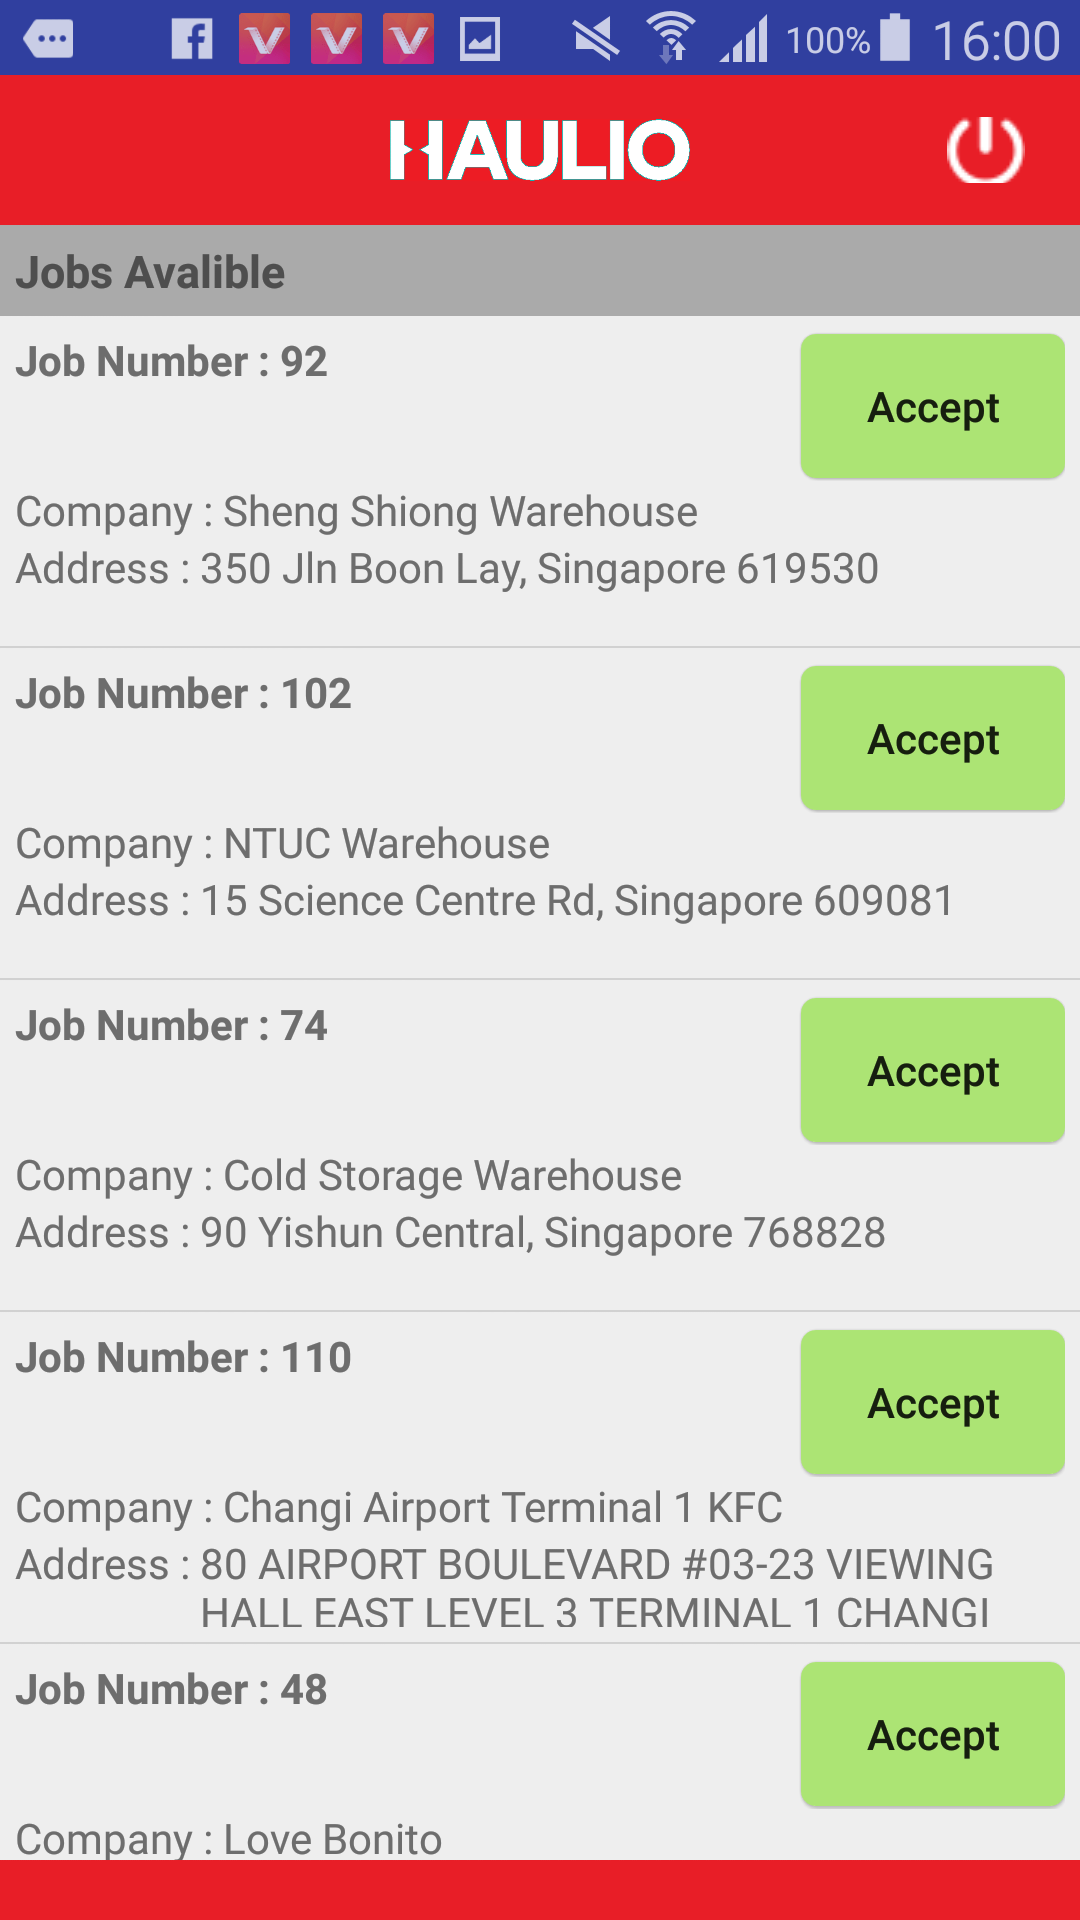 100% 16:00
HAULIO
Jobs Avalible
Job Number : 92
Accept
Company : Sheng Shiong Warehouse
Address : 350 Jln Boon Lay, Singapore 619530
Job Number : 102
Accept
Company : NTUC Warehouse
Address : 15 Science Centre Rd, Singapore 609081
Job Number : 74
Accept
Company : Cold Storage Warehouse
Address : 90 Yishun Central, Singapore 768828
Job Number : 110
Accept
Company : Changi Airport Terminal 1 KFC
Address : 80 AIRPORT BOULEVARD #03-23 VIEWING
HALL EAST LEVEL 3 TERMINAL 1 CHANGI
Job Number : 48
Accept
Company : Love Bonito